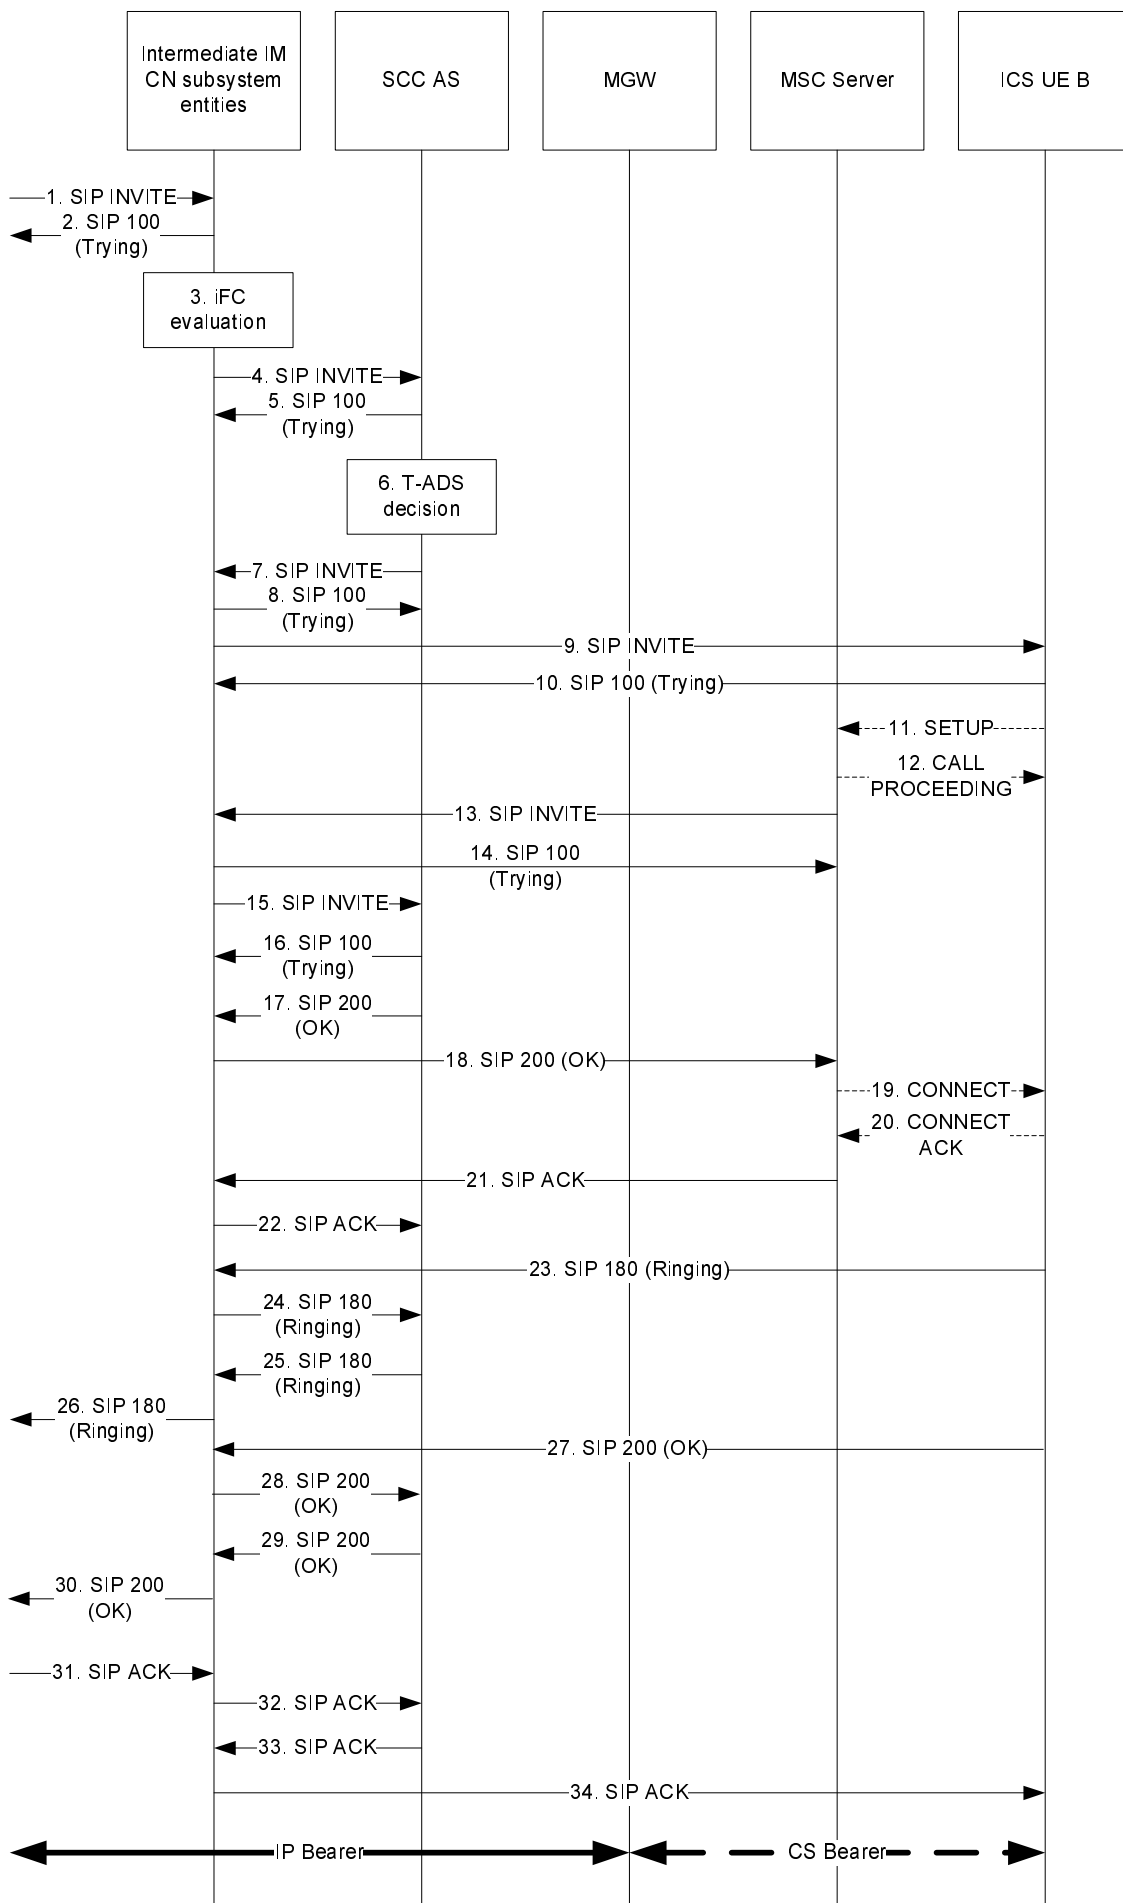 Intermediate IM
CN subsystem
entities
SCC AS
MGW
MSC Server
ICS UE B
1. SIP INVITE
2. SIP 100
(Trying)
3. iFC
evaluation
4. SIP INVITE
5. SIP 100
(Trying)
6. T-ADS
decision
7. SIP INVITE
8. SIP 100
(Trying)
9. SIP INVITE
10. SIP 100 (Trying)
11. SETUP
12. CALL
PROCEEDING
13. SIP INVITE
14. SIP 100
(Trying)
15. SIP INVITE
16. SIP 100
(Trying)
17. SIP 200
(OK)
18. SIP 200 (OK)
19. CONNECT
20. CONNECT
ACK
21. SIP ACK
22. SIP ACK
23. SIP 180 (Ringing)
24. SIP 180
(Ringing)
25. SIP 180
(Ringing)
26. SIP 180
(Ringing)
27. SIP 200 (OK)
28. SIP 200
(OK)
29. SIP 200
(OK)
30. SIP 200
(OK)
31. SIP ACK
32. SIP ACK
33. SIP ACK
34. SIP ACK
IP Bearer
CS Bearer